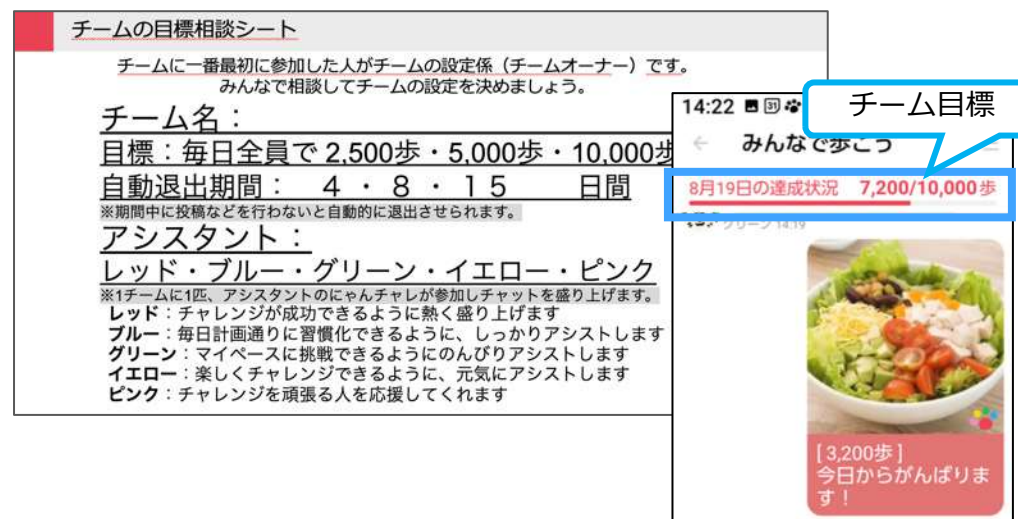 チームの目標相談シート
チームに一番最初に参加した人がチームの設定係（チームオーナー）です。
みんなで相談してチームの設定を決めましょう。
チーム名：
目標：毎日全員で 2,500歩・5,000歩・10,000歩
自動退出期間： 4 ・ 8 ・ 15 日間
※期間中に投稿などを行わないと自動的に退出させられます。
アシスタント：
レッド・ブルー・グリーン・イエロー・ピンク
※1チームに1匹、アシスタントのにゃんチャレが参加しチャットを盛り上げます。
レッド：チャレンジが成功できるように熱く盛り上げます
ブルー：毎日計画通りに習慣化できるように、しっかりアシストします
グリーン：マイペースに挑戦できるようにのんびりアシストします
イエロー：楽しくチャレンジできるように、元気にアシストします
ピンク：チャレンジを頑張る人を応援してくれます
チーム目標
14:22 31
みんなで歩こう
8月19日の達成状況 7,200/10,000歩
グリーン 14:19
[3,200歩]
今日からがんばりま
す！